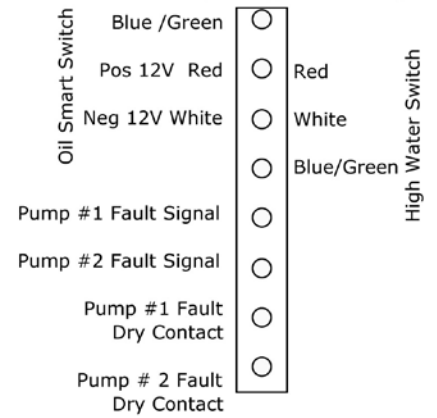 Oil Smart Switch
Blue /Green
Pos 12V Red
Neg 12V White
Pump #1 Fault Signal
Pump #2 Fault Signal
Pump #1 Fault
Dry Contact
Pump # 2 Fault
Dry Contact
Red
White
Blue/Green
High Water Switch